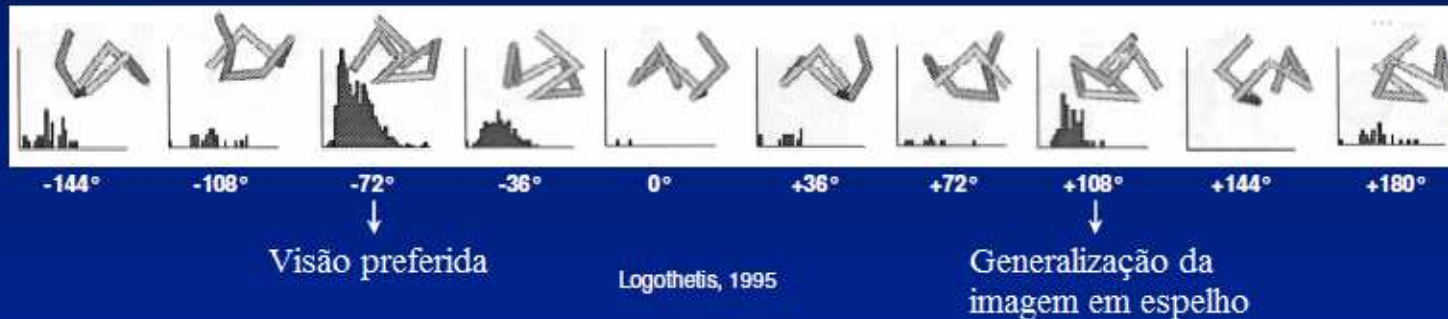 -144° -108° -72° -36° 0° +36° +72° +108° +144° +180°
Visão preferida
Logothetis, 1995
Generalização da
imagem em espelho